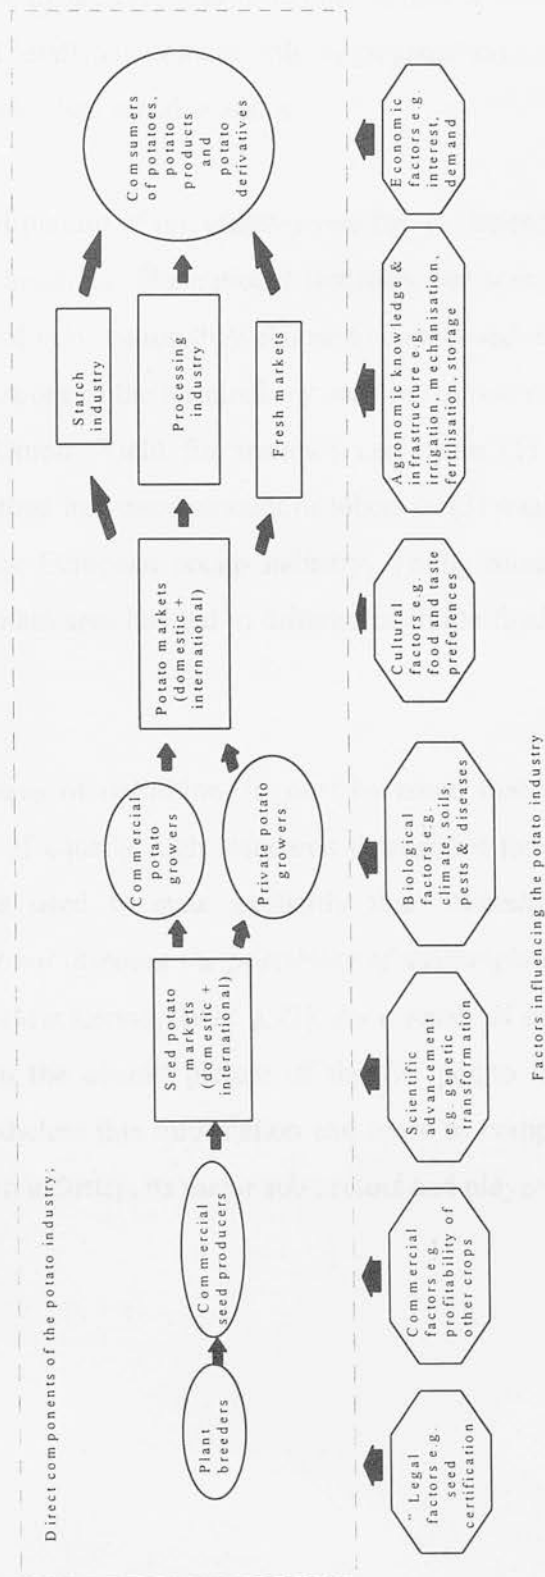 Direct components of the potato industry;
Plant
breeders
Commercial
seed producers
Seed potato
markets
(domestic +
international)
Commercial
potato
growers
Private potato
growers
Potato markets
(domestic +
international)
Starch
industry
Processing
industry
Fresh markets
Comsumers
of potatoes,
potato
products
and
potato
derivatives
" Legal
factors e.g.
seed
certification
Commercial
factors e.g.
profitability of
other crops
Scientific
advancement
e.g. genetic
transformation
Biological
factors e.g.
climate, soils,
pests & diseases
Cultural
factors e.g.
food and taste
preferences
Agronomic knowledge &
infrastructure e.g.
irrigation, mechanisation,
fertilisation, storage
Economic
factors e.g.
interest,
demand
Factors influencing the potato industry